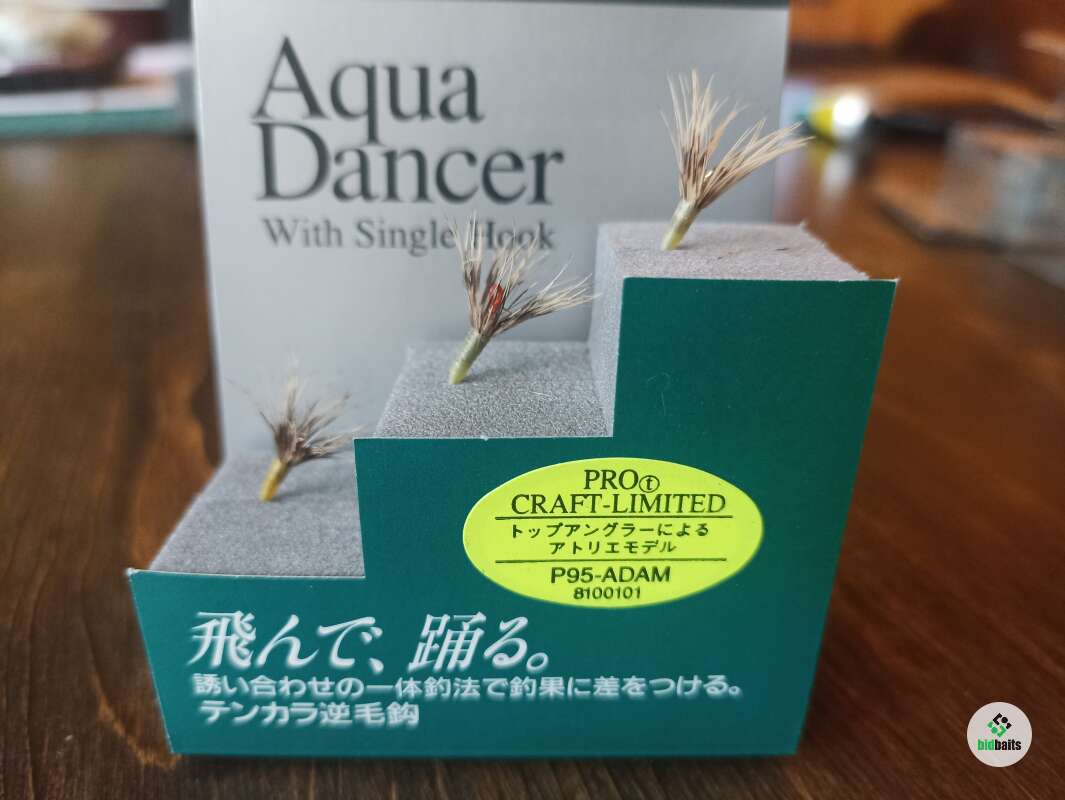 Aqua
Dancer
With Single Hook
PROⓣ
CRAFT-LIMITED
トップアングラーによる
アトリエモデル
P95-ADAM
8100101
飛んで、踊る。
誘い合わせの一体釣法で釣果に差をつける。
テンカラ逆毛鈎
bidbaits